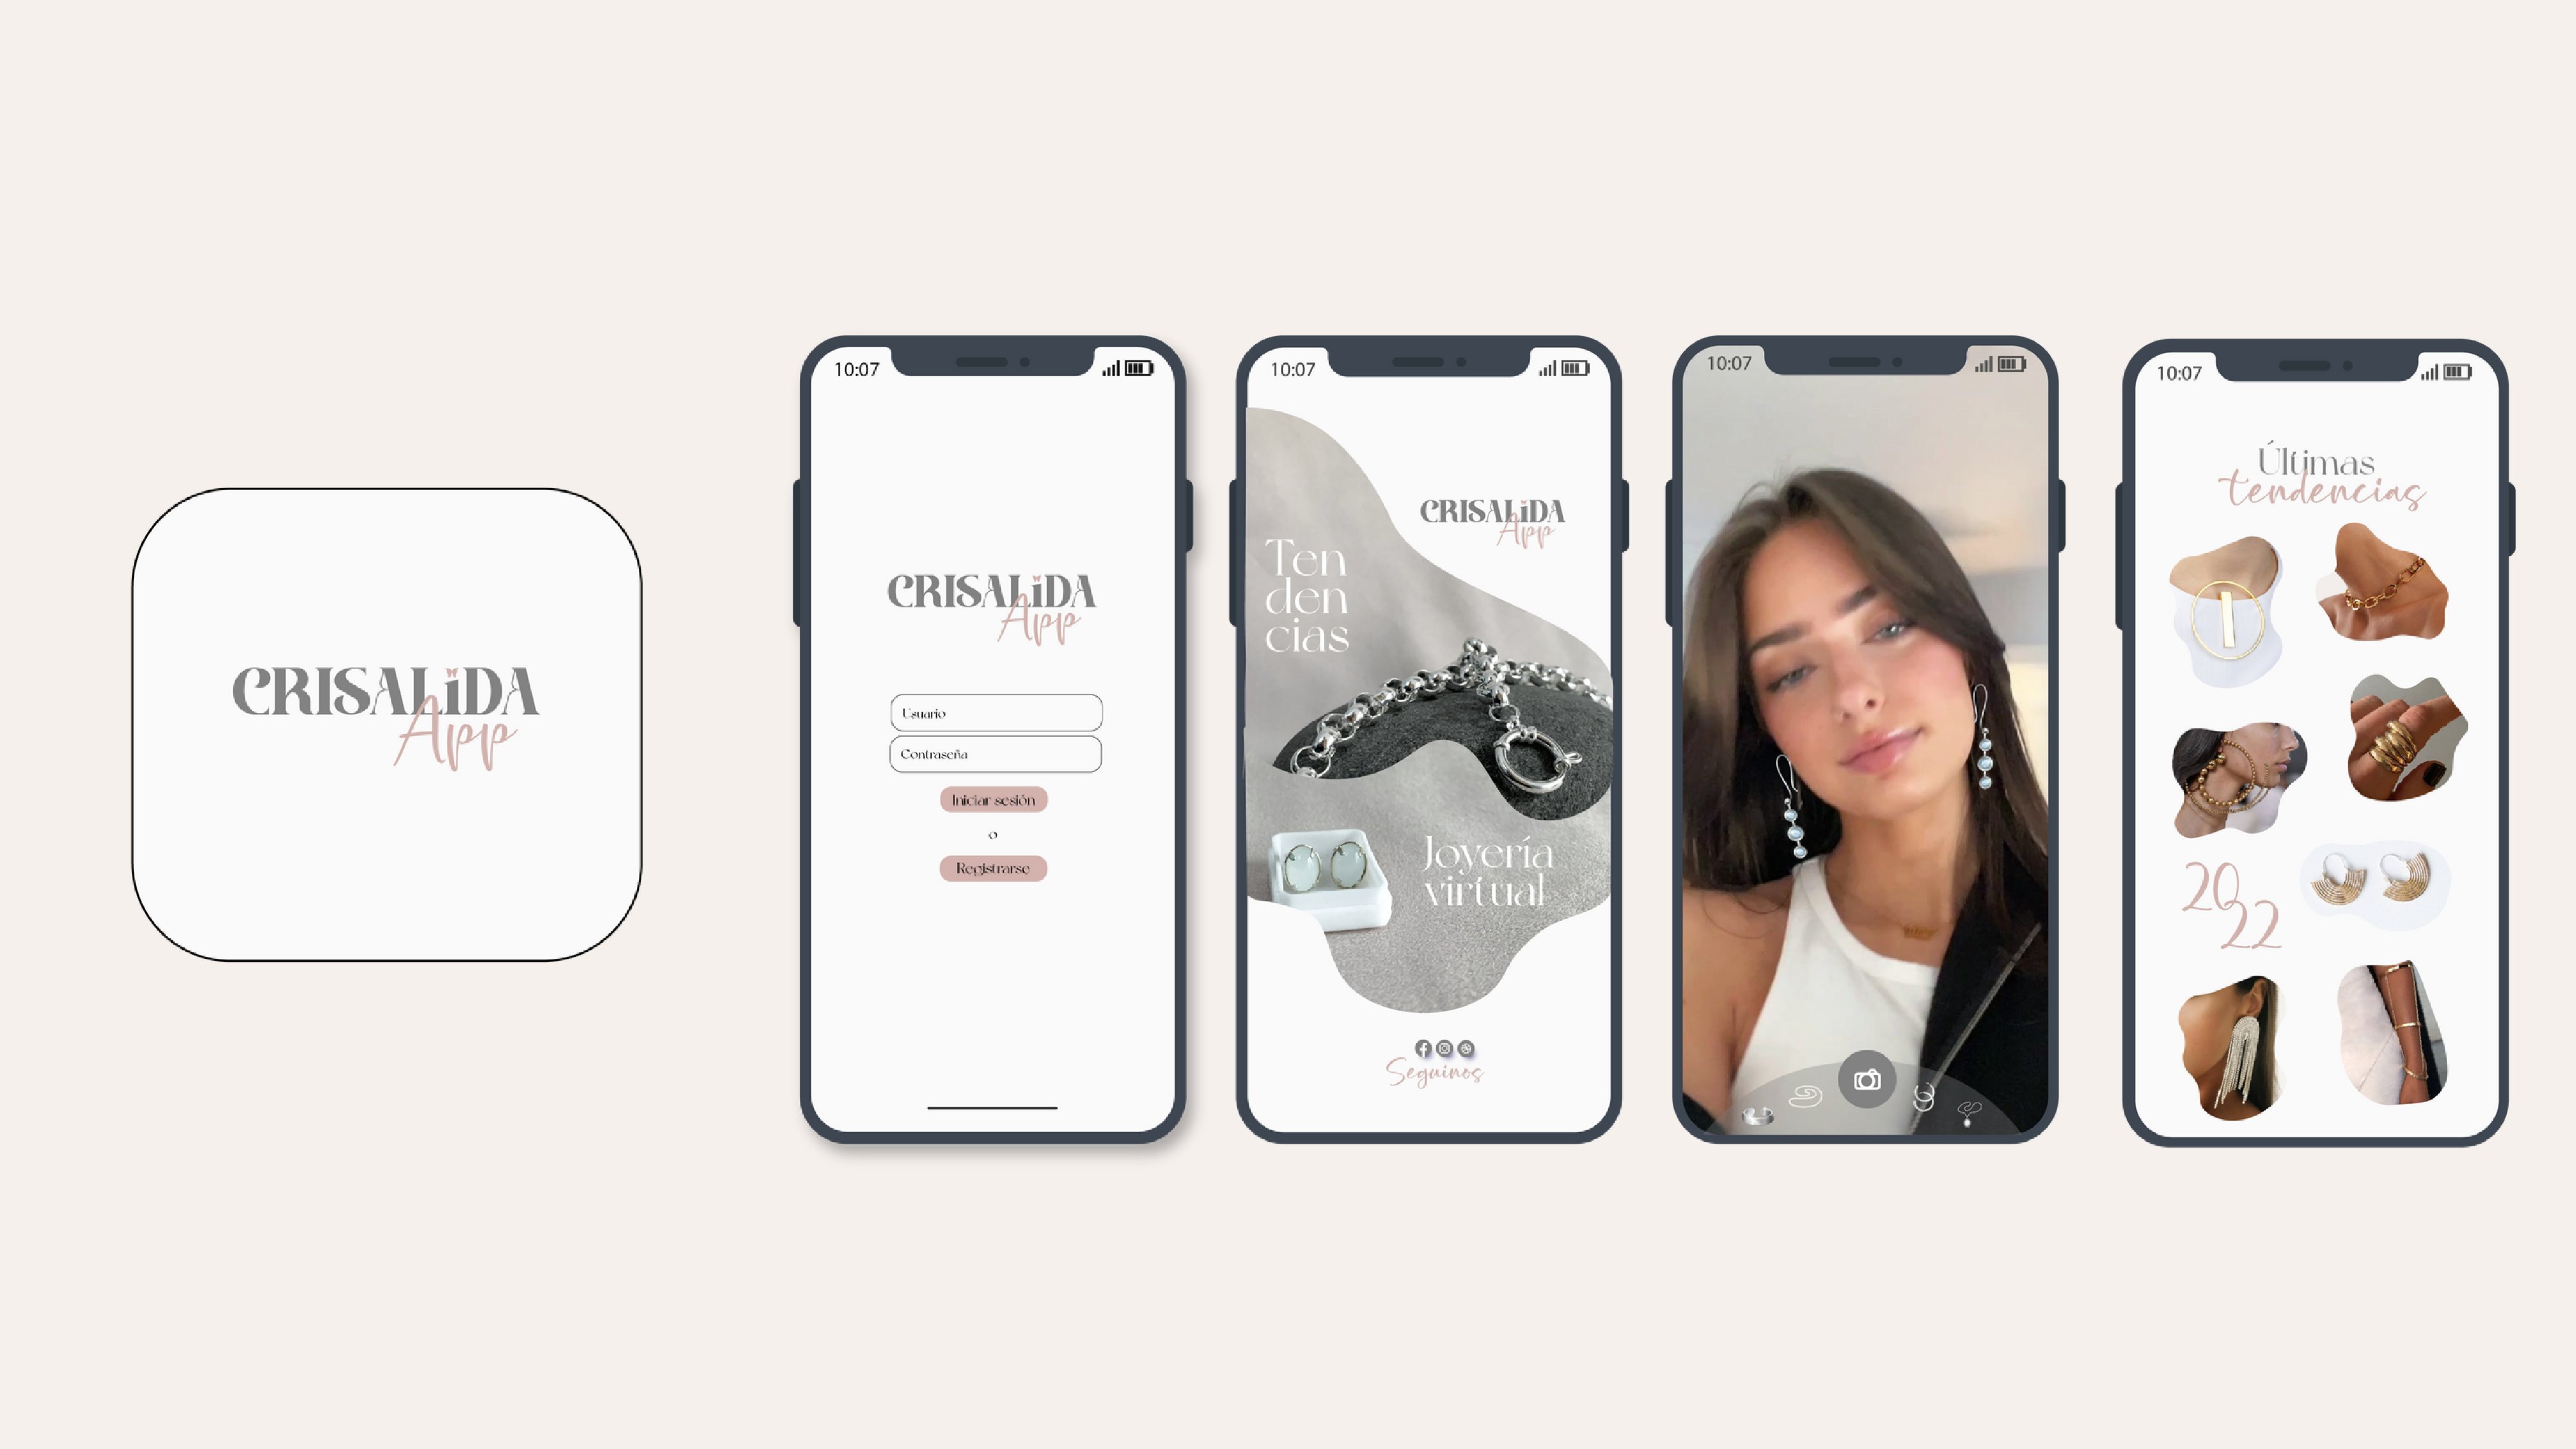 CRISALiDA
App
10:07
CRISALiDA
App
Usuario
Contraseña
Iniciar sesión
o
Registrarse
10:07
CRISALiDA
App
Ten
den
cias
Joyería
virtual
Seguinos
10:07
10:07
Últimas
tendencias
20
22